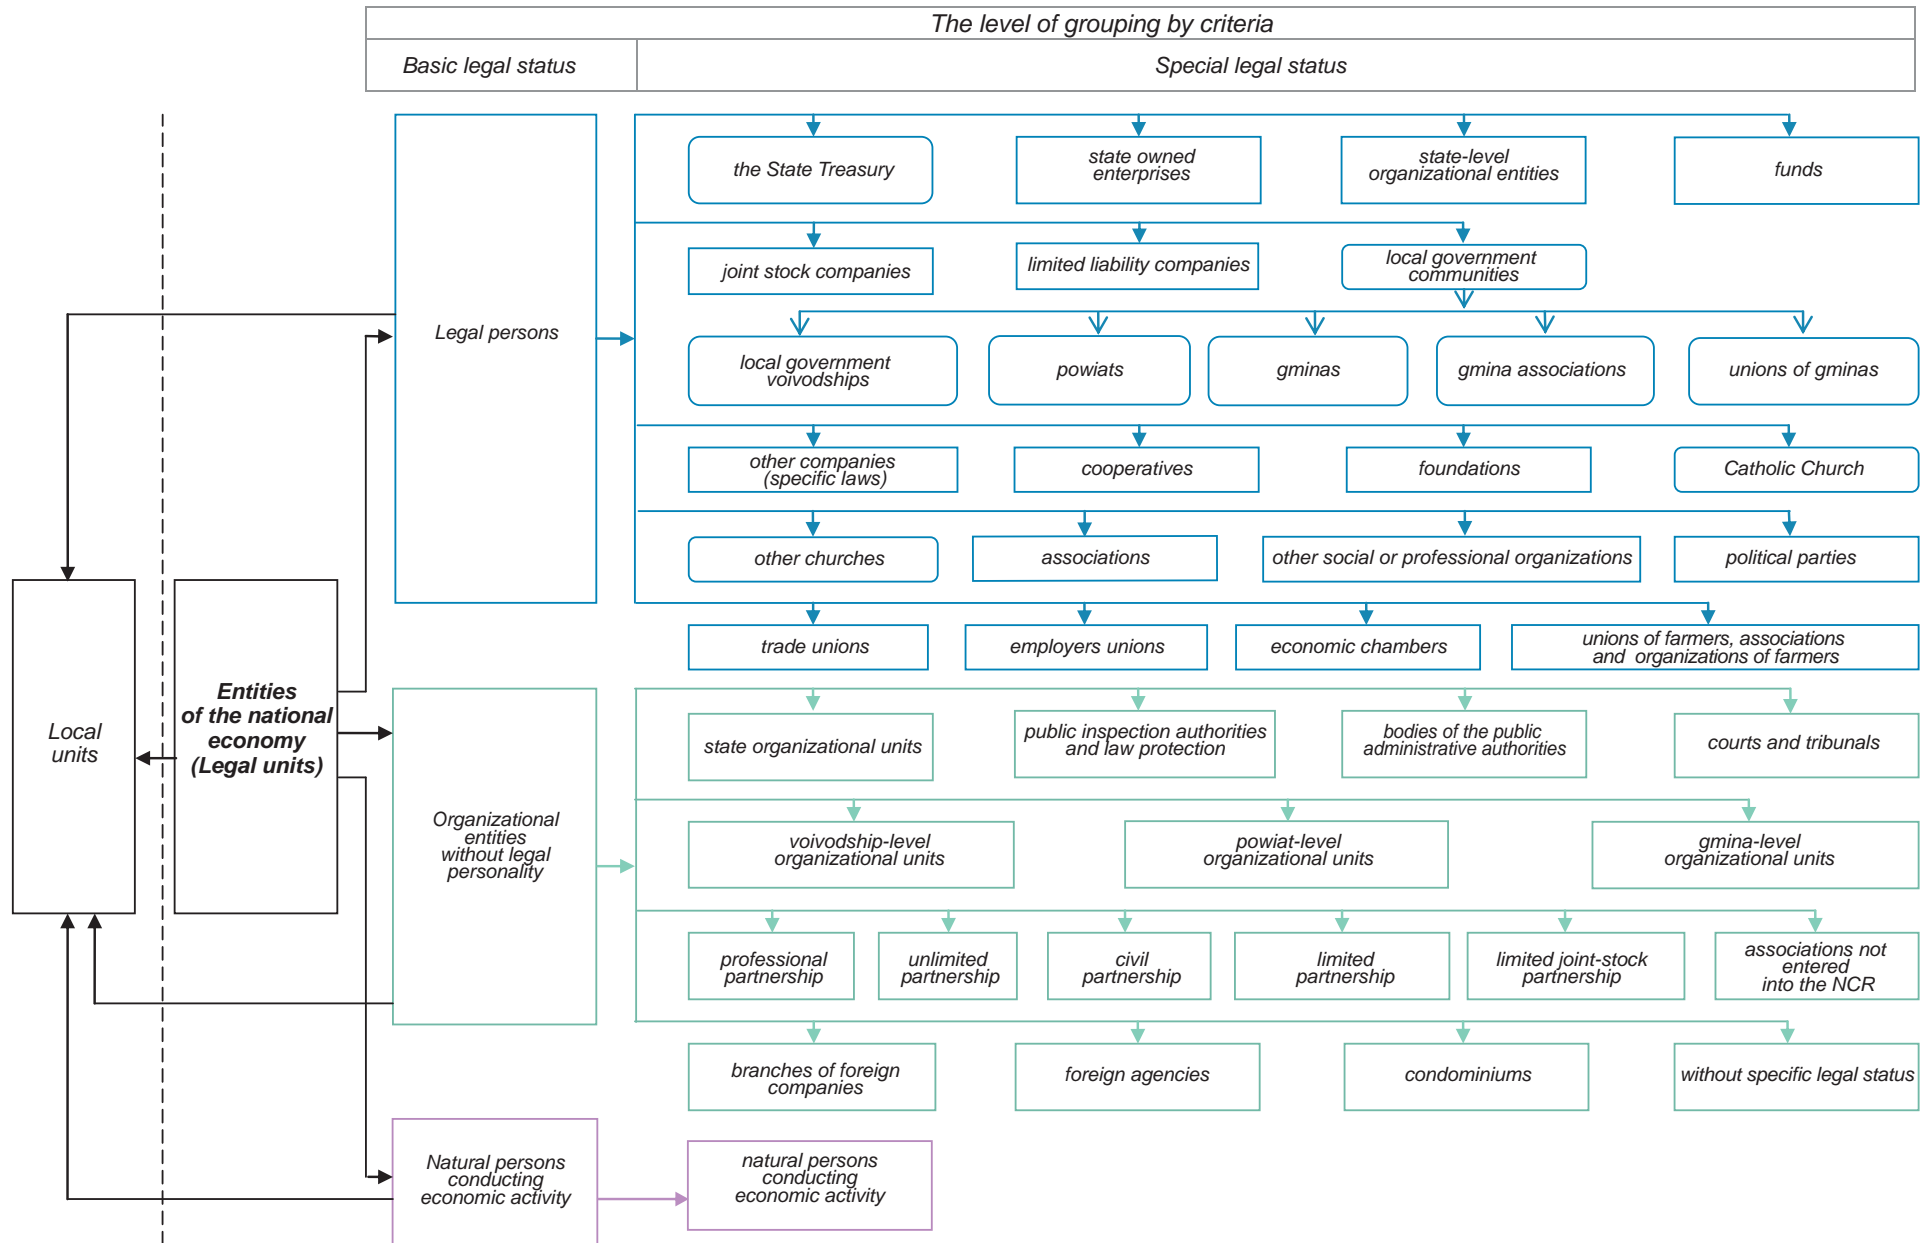 The level of grouping by criteria
Basic legal status
Special legal status
the State Treasury
state owned
enterprises
state-level
organizational entities
funds
joint stock companies
limited liability companies
local government
communities
Legal persons
local government
voivodships
powiats
gminas
gmina associations
unions of gminas
other companies
(specific laws)
cooperatives
foundations
Catholic Church
other churches
associations
other social or professional organizations
political parties
trade unions
employers unions
economic chambers
unions of farmers, associations
and organizations of farmers
Local
units
Entities
of the national
economy
(Legal units)
Organizational
entities
without legal
personality
state organizational units
public inspection authorities
and law protection
bodies of the public
administrative authorities
courts and tribunals
voivodship-level
organizational units
powiat-level
organizational units
gmina-level
organizational units
professional
partnership
unlimited
partnership
civil
partnership
limited
partnership
limited joint-stock
partnership
associations not
entered
into the NCR
branches of foreign
companies
foreign agencies
condominiums
without specific legal status
Natural persons
conducting
economic activity
natural persons
conducting
economic activity